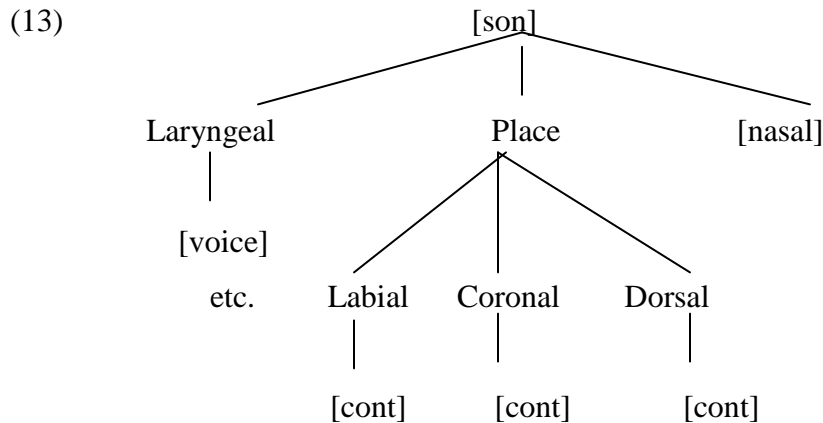 (13) [son]
Laryngeal Place [nasal]
[voice]
etc. Labial Coronal Dorsal
[cont] [cont] [cont]